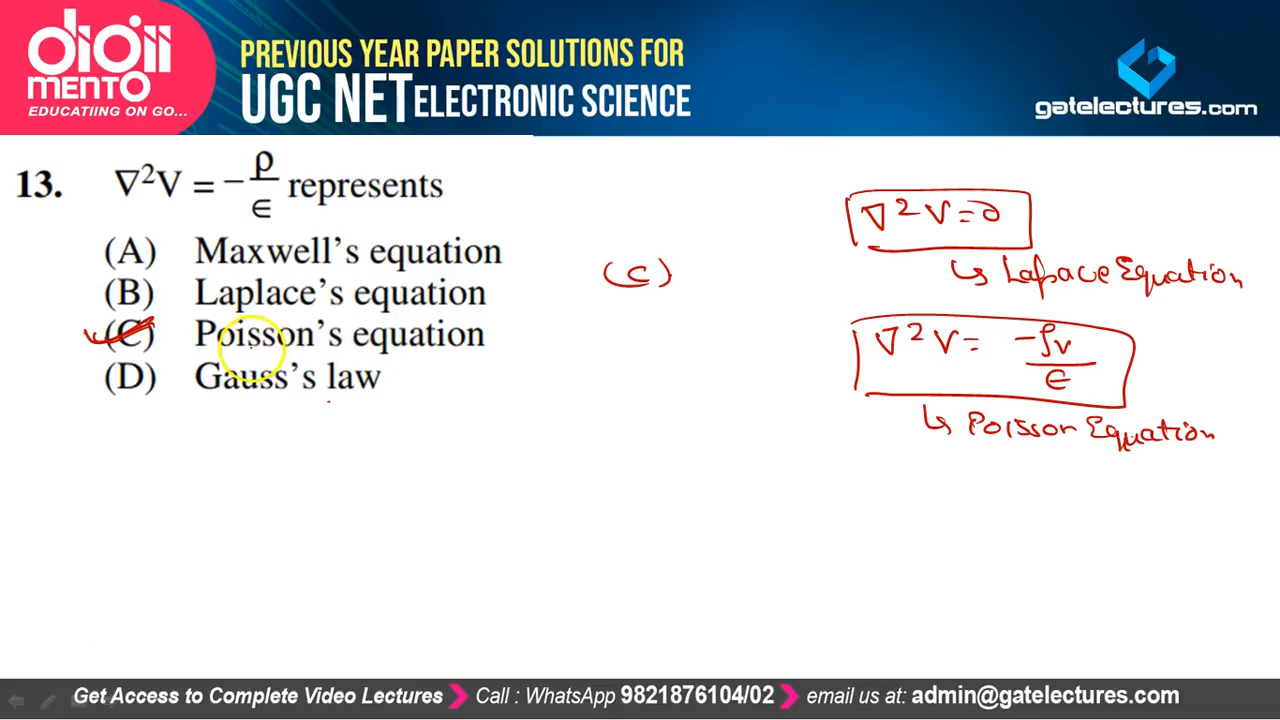 dioii
MENTO
EDUCATIING ON GO...
PREVIOUS YEAR PAPER SOLUTIONS FOR
UGC NET ELECTRONIC SCIENCE
gatelectures.com
13. ∇²V = −ρ/ϵ represents
(A) Maxwell's equation
(B) Laplace's equation
(C) Poisson's equation
(D) Gauss's law
(C)
∇²V=0
↳ Lapace Equation
∇²V = −ρv/ϵ
↳ Poisson Equation
Get Access to Complete Video Lectures Call : WhatsApp 9821876104/02 email us at: admin@gatelectures.com